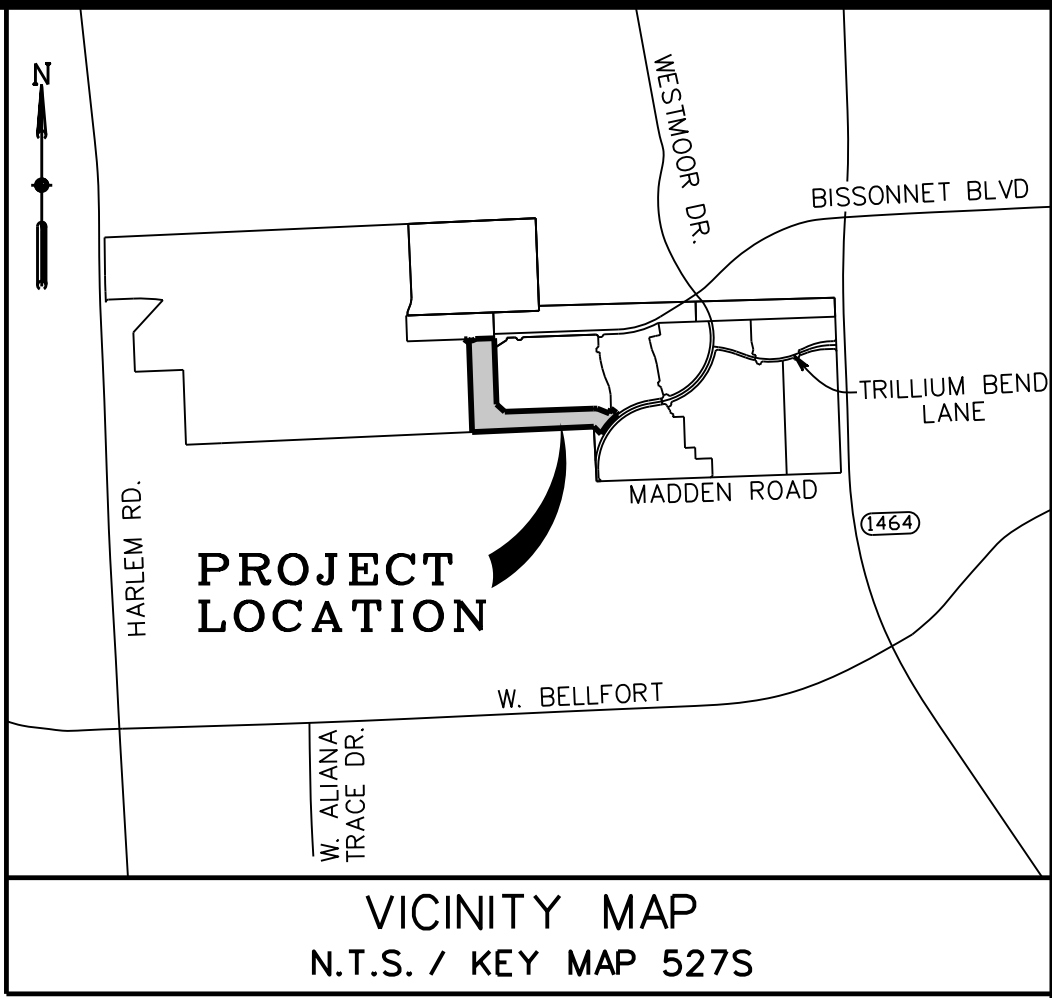 N
WESTMOOR DR.
BISSONNET BLVD
TRILLIUM BEND
LANE
MADDEN ROAD
1464
HARLEM RD.
PROJECT
LOCATION
W. BELLFORT
W. ALIANA
TRACE DR.
VICINITY MAP
N.T.S. / KEY MAP 527S